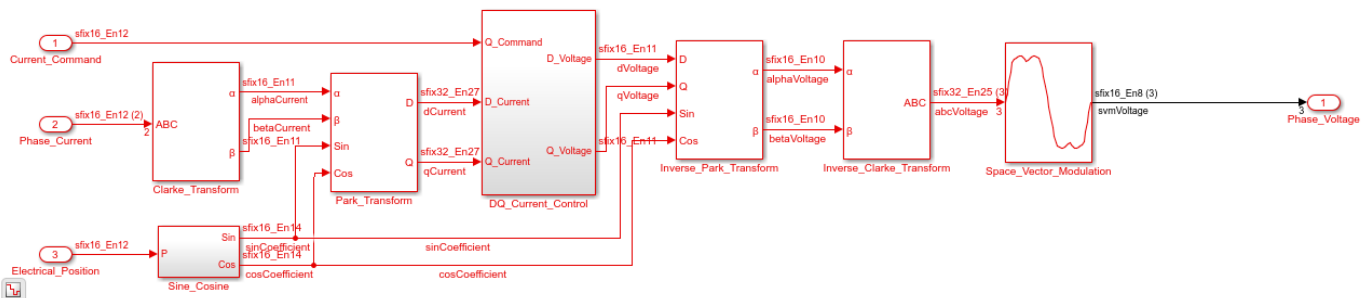 1
sfix16_En12
Current_Command
Q_Command
D_Voltage
D_Current
Q_Current
Q_Voltage
DQ_Current_Control
2
sfix16_En12 (2)
Phase_Current
2
ABC
α
β
Clarke_Transform
sfix16_En11
alphaCurrent
betaCurrent
sfix16_En11
α
β
Sin
Cos
D
Q
Park_Transform
sfix32_En27
dCurrent
sfix32_En27
qCurrent
sfix16_En11
dVoltage
qVoltage
sfix16_En11
D
Q
Sin
Cos
α
β
Inverse_Park_Transform
sfix16_En10
alphaVoltage
sfix16_En10
betaVoltage
α
β
ABC
Inverse_Clarke_Transform
sfix32_En25 (3)
abcVoltage
3
Space_Vector_Modulation
sfix16_En8 (3)
svmVoltage
3
1
Phase_Voltage
3
sfix16_En12
Electrical_Position
P
Sin
Cos
Sine_Cosine
sfix16_En14
sinCoefficient
sfix16_En14
cosCoefficient
sinCoefficient
cosCoefficient